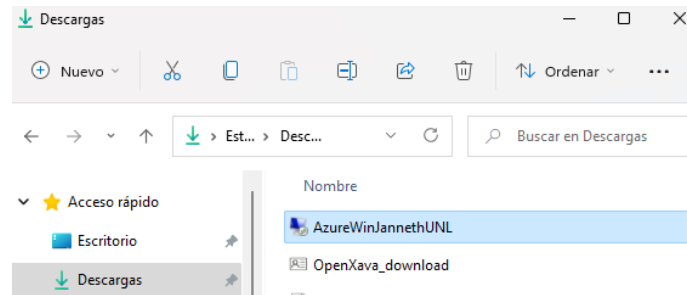 Descargas
Nuevo
Ordenar
Est... > Desc...
Buscar en Descargas
Acceso rápido
Escritorio
Descargas
Nombre
AzureWinJannethUNL
OpenXava_download